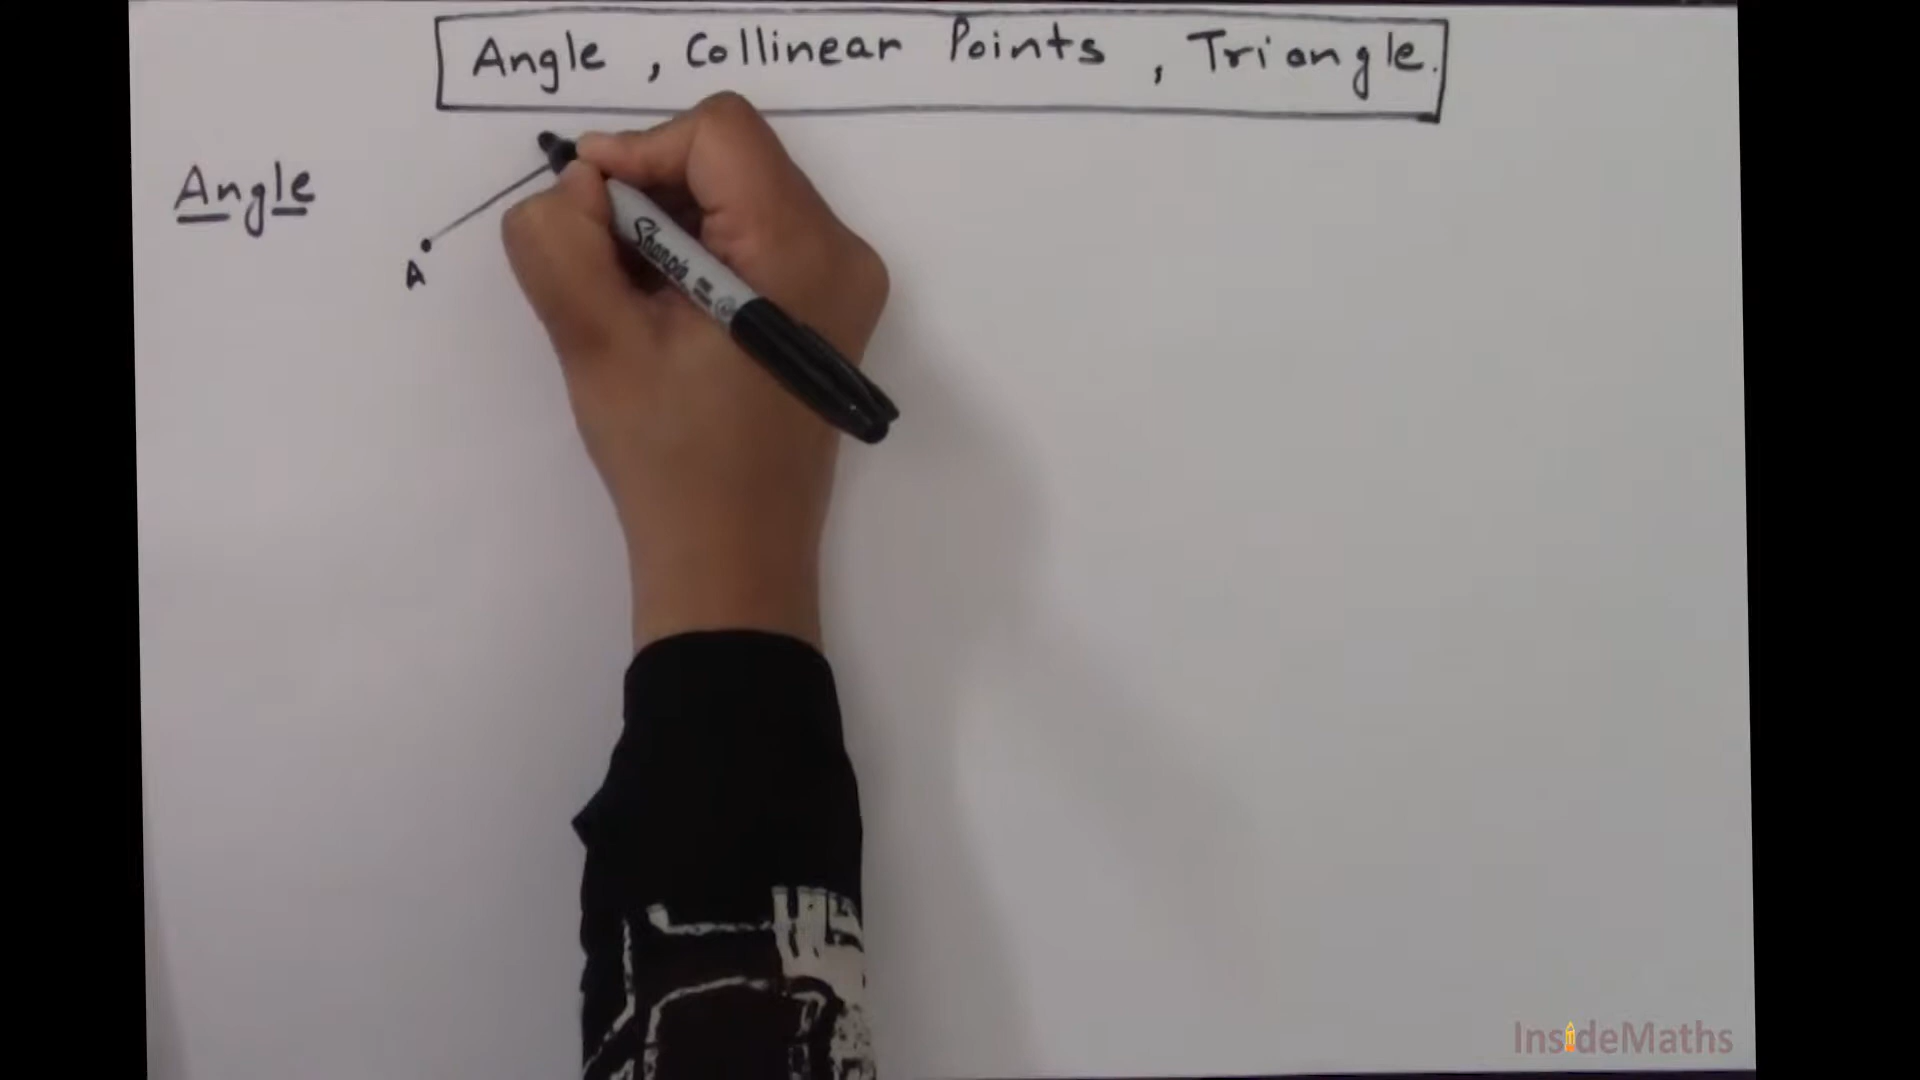 Angle , Collinear Points , Triangle.
Angle
A
Sharpie
InsideMaths